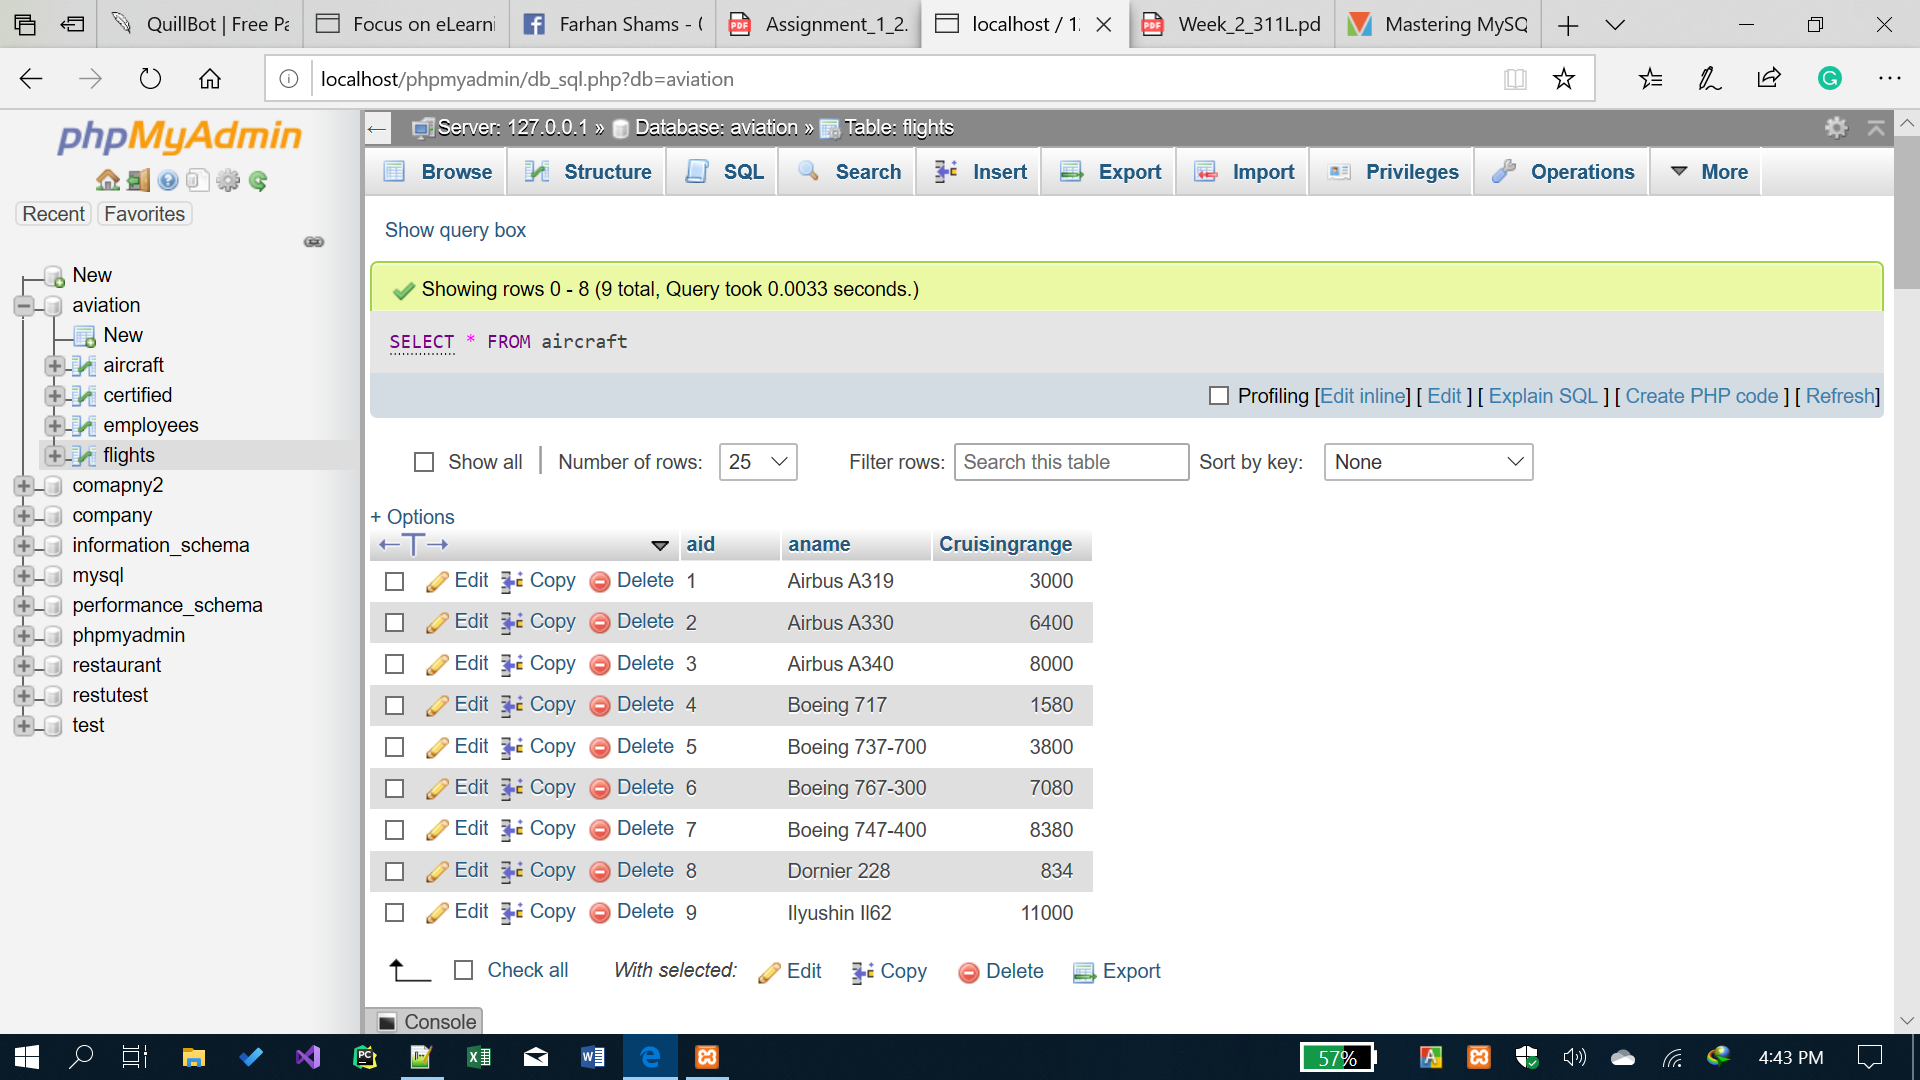 QuillBot | Free Pa
Focus on eLearni
Farhan Shams - (
Assignment_1_2.
localhost / 1
Week_2_311L.pd
Mastering MySQ
localhost/phpmyadmin/db_sql.php?db=aviation
phpMyAdmin
Recent Favorites
New
aviation
New
aircraft
certified
employees
flights
comapny2
company
information_schema
mysql
performance_schema
phpmyadmin
restaurant
restutest
test
Server: 127.0.0.1 » Database: aviation » Table: flights
Browse Structure SQL Search Insert Export Import Privileges Operations More
Show query box
Showing rows 0 - 8 (9 total, Query took 0.0033 seconds.)
SELECT * FROM aircraft
Profiling [Edit inline] [ Edit ] [ Explain SQL ] [ Create PHP code ] [ Refresh]
Show all | Number of rows: 25 Filter rows: Search this table Sort by key: None
+ Options
←T→ aid aname Cruisingrange
Edit Copy Delete 1 Airbus A319 3000
Edit Copy Delete 2 Airbus A330 6400
Edit Copy Delete 3 Airbus A340 8000
Edit Copy Delete 4 Boeing 717 1580
Edit Copy Delete 5 Boeing 737-700 3800
Edit Copy Delete 6 Boeing 767-300 7080
Edit Copy Delete 7 Boeing 747-400 8380
Edit Copy Delete 8 Dornier 228 834
Edit Copy Delete 9 Ilyushin Il62 11000
Check all With selected: Edit Copy Delete Export
Console
57% 4:43 PM